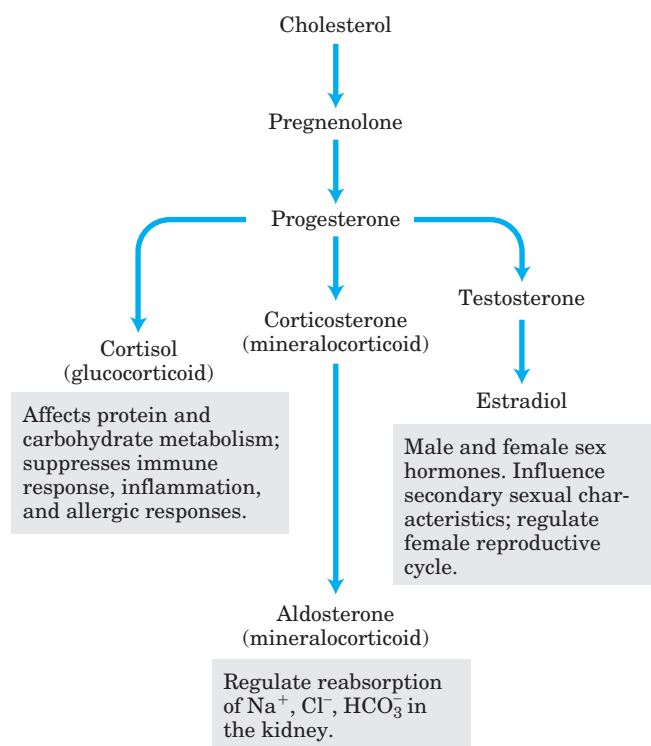 Cholesterol
Pregnenolone
Progesterone
Cortisol
(glucocorticoid)
Affects protein and
carbohydrate metabolism;
suppresses immune
response, inflammation,
and allergic responses.
Corticosterone
(mineralocorticoid)
Aldosterone
(mineralocorticoid)
Regulate reabsorption
of Na⁺, Cl⁻, HCO₃⁻ in
the kidney.
Testosterone
Estradiol
Male and female sex
hormones. Influence
secondary sexual char-
acteristics; regulate
female reproductive
cycle.